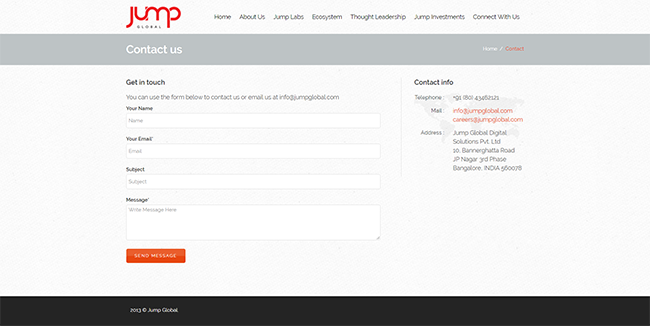 Jump
GLOBAL
Home About Us Jump Labs Ecosystem Thought Leadership Jump Investments Connect With Us
Contact us
Home / Contact
Get in touch
You can use the form below to contact us or email us at info@jumpglobal.com
Your Name
Name
Your Email*
Email
Subject
Subject
Message*
Write Message Here
SEND MESSAGE
Contact info
Telephone: +91 (80) 43462121
Mail: info@jumpglobal.com
careers@jumpglobal.com
Address: Jump Global Digital
Solutions Pvt. Ltd
10, Bannerghatta Road
JP Nagar 3rd Phase
Bangalore, INDIA 560078
2013 © Jump Global